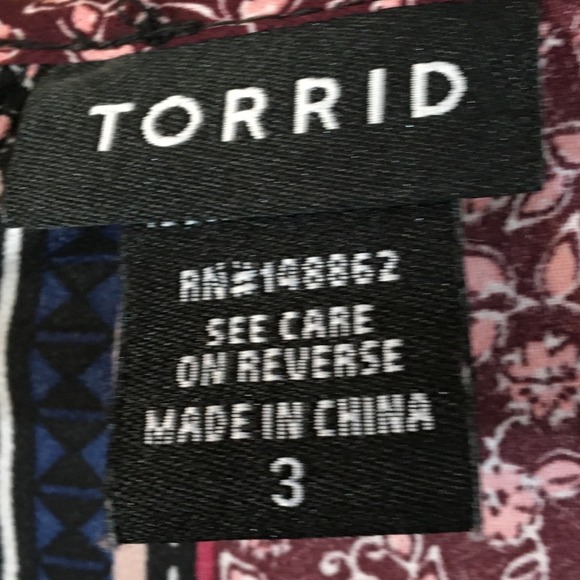 TORRID
RN#148862
SEE CARE
ON REVERSE
MADE IN CHINA
3